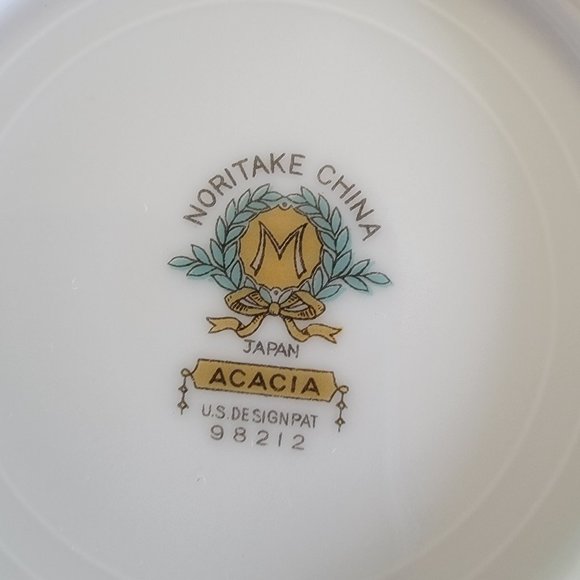 NORITAKE CHINA
M
JAPAN
ACACIA
U.S. DESIGN PAT
98212